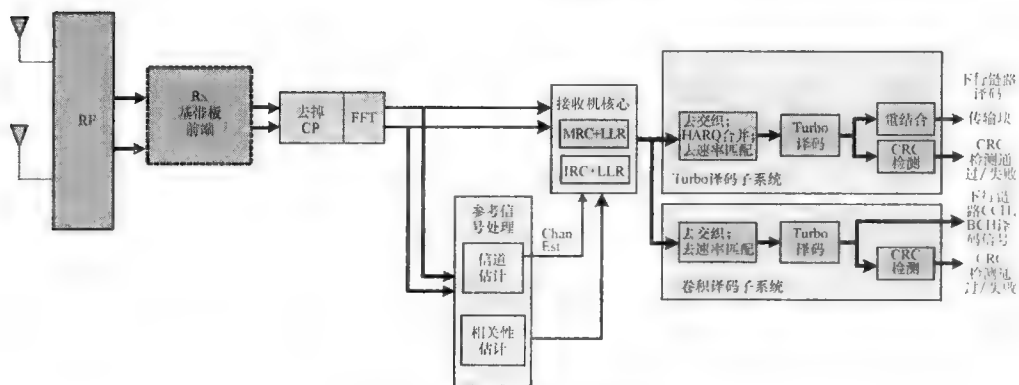 RF
Rx
基带板
前端
去掉
CP
FFT
接收机核心
MRC+LLR
IRC+LLR
参考信
号处理
Chan
Est
信道
估计
相关性
估计
去交织;
HARQ合并;
去速率匹配
Turbo
译码
重结合
CRC
检测
Turbo译码子系统
下行链路
译码
传输块
CRC
检测通
过/失败
去交织;
去速率匹配
Turbo
译码
CRC
检测
卷积译码子系统
下行链
路CCH,
BCH译
码信号
CRC
检测通
过/失败